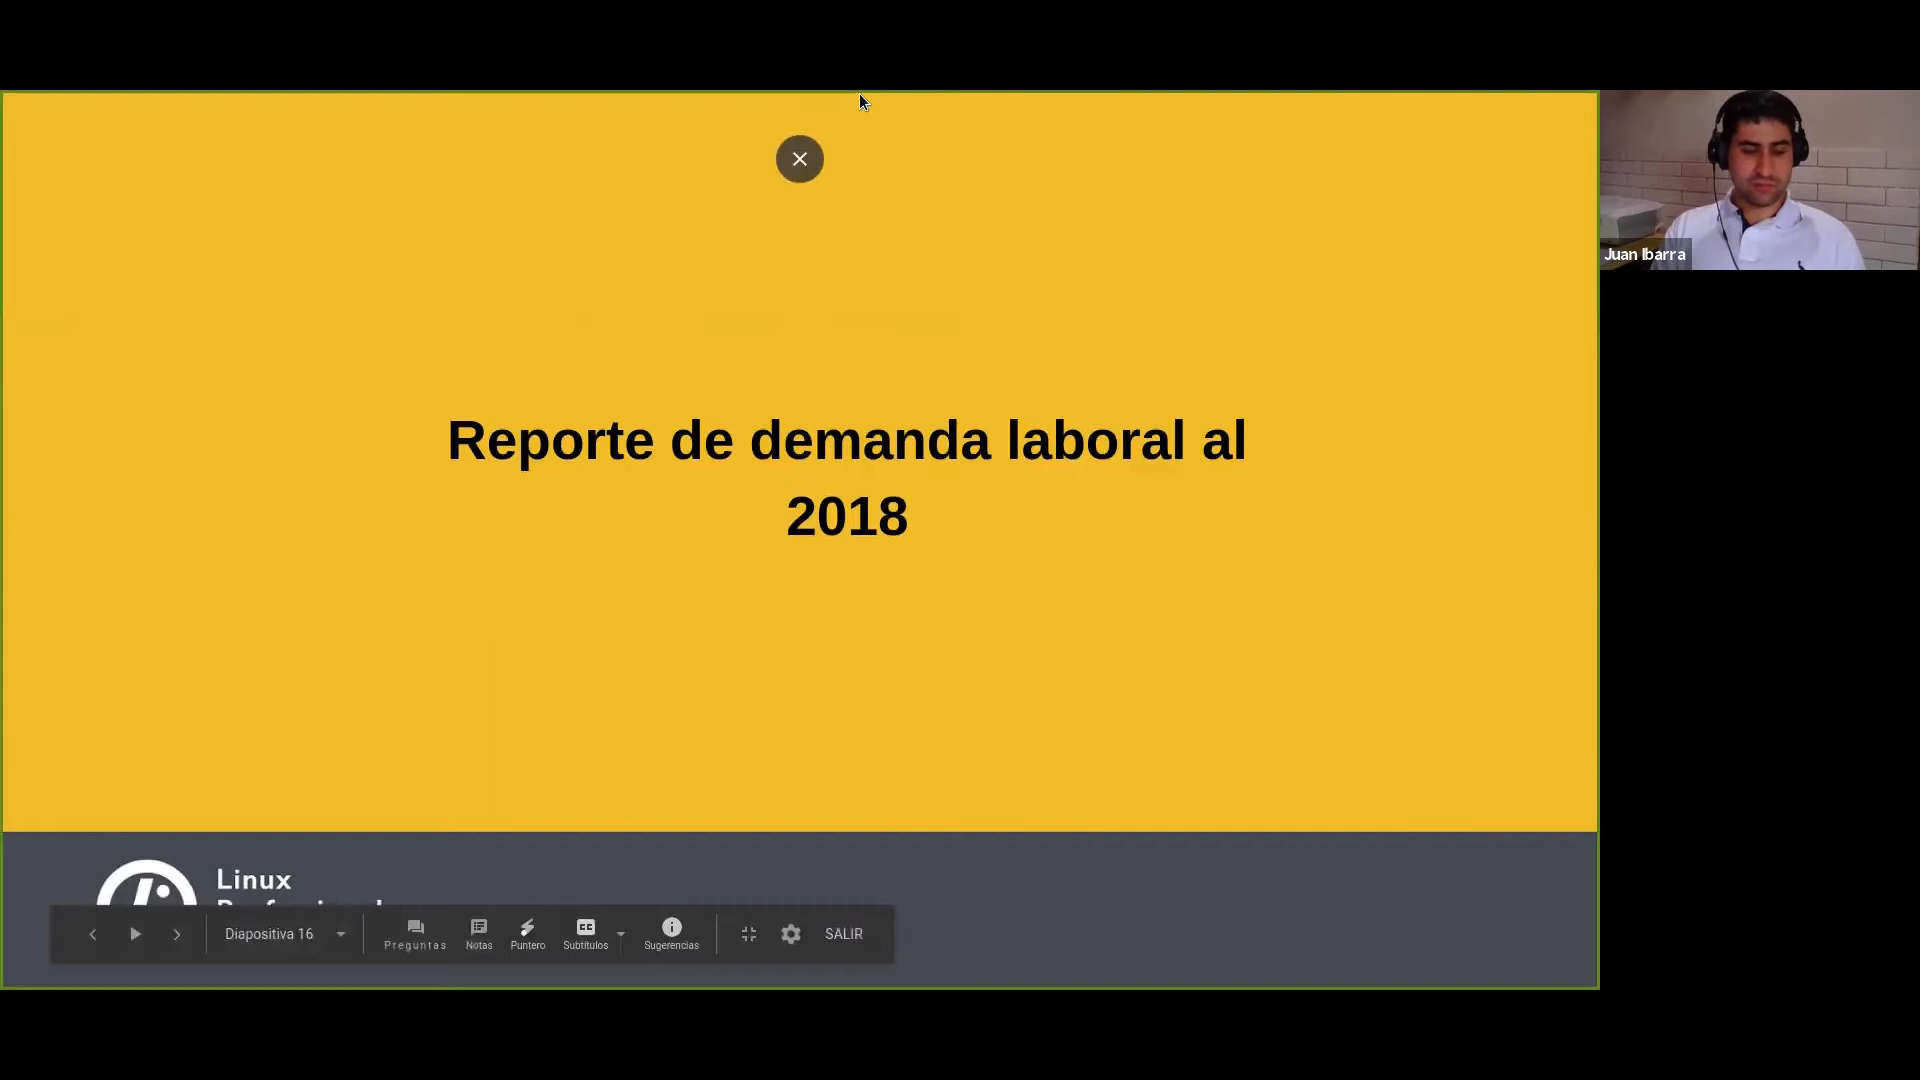 Reporte de demanda laboral al
2018
Juan Ibarra
Linux
Diapositiva 16
Preguntas
Notas
Puntero
Subtítulos
Sugerencias
SALIR